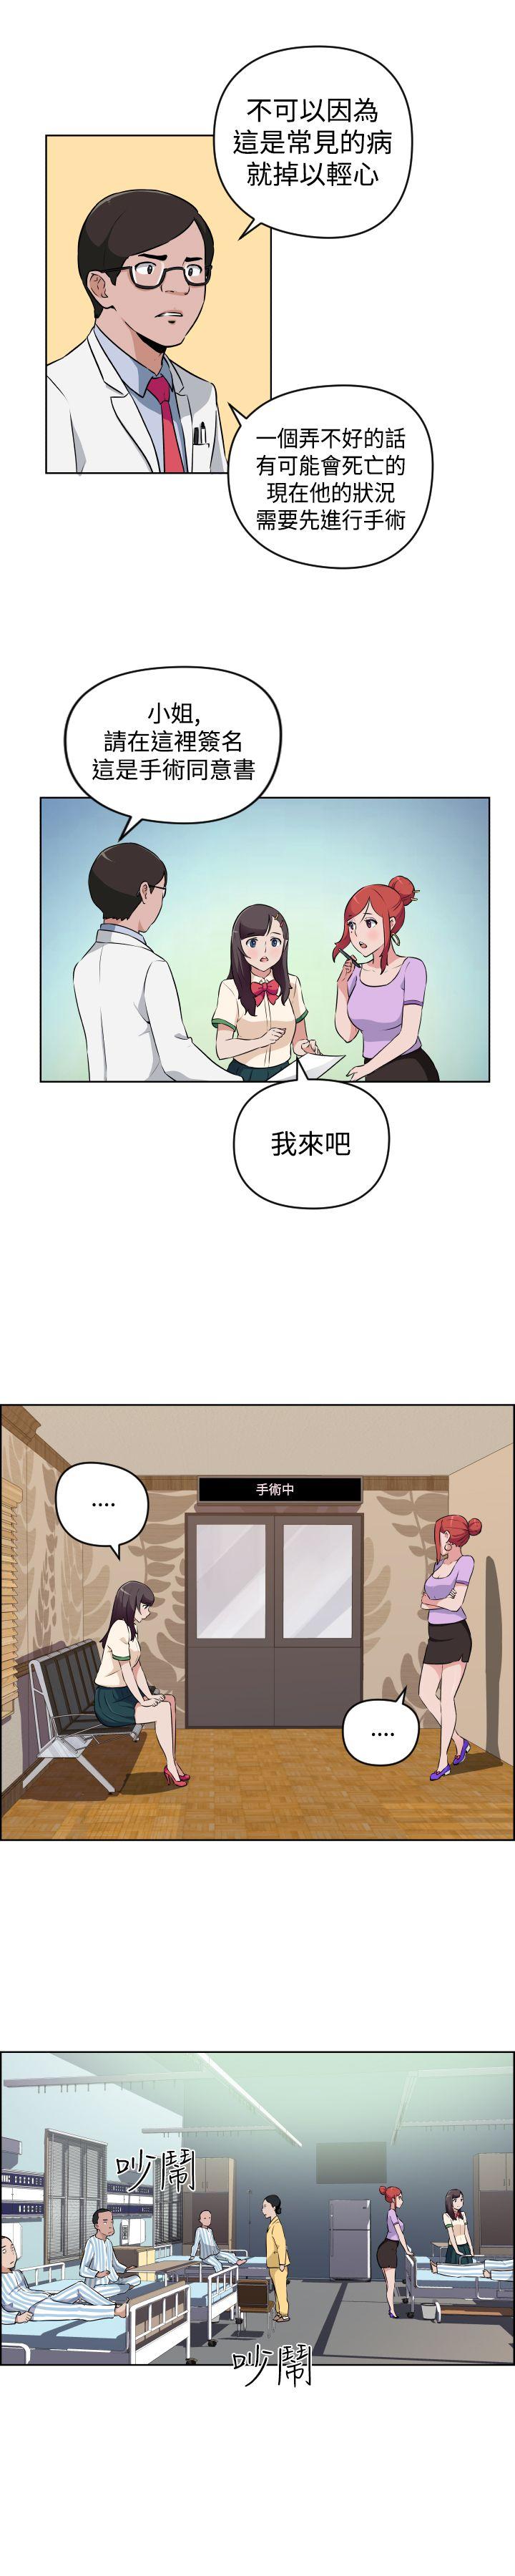 不可以因為
這是常見的病
就掉以輕心
一個弄不好的話
有可能會死亡的
現在他的狀況
需要先進行手術
小姐,
請在這裡簽名
這是手術同意書
我來吧
手術中
....
....
吵鬧
吵鬧